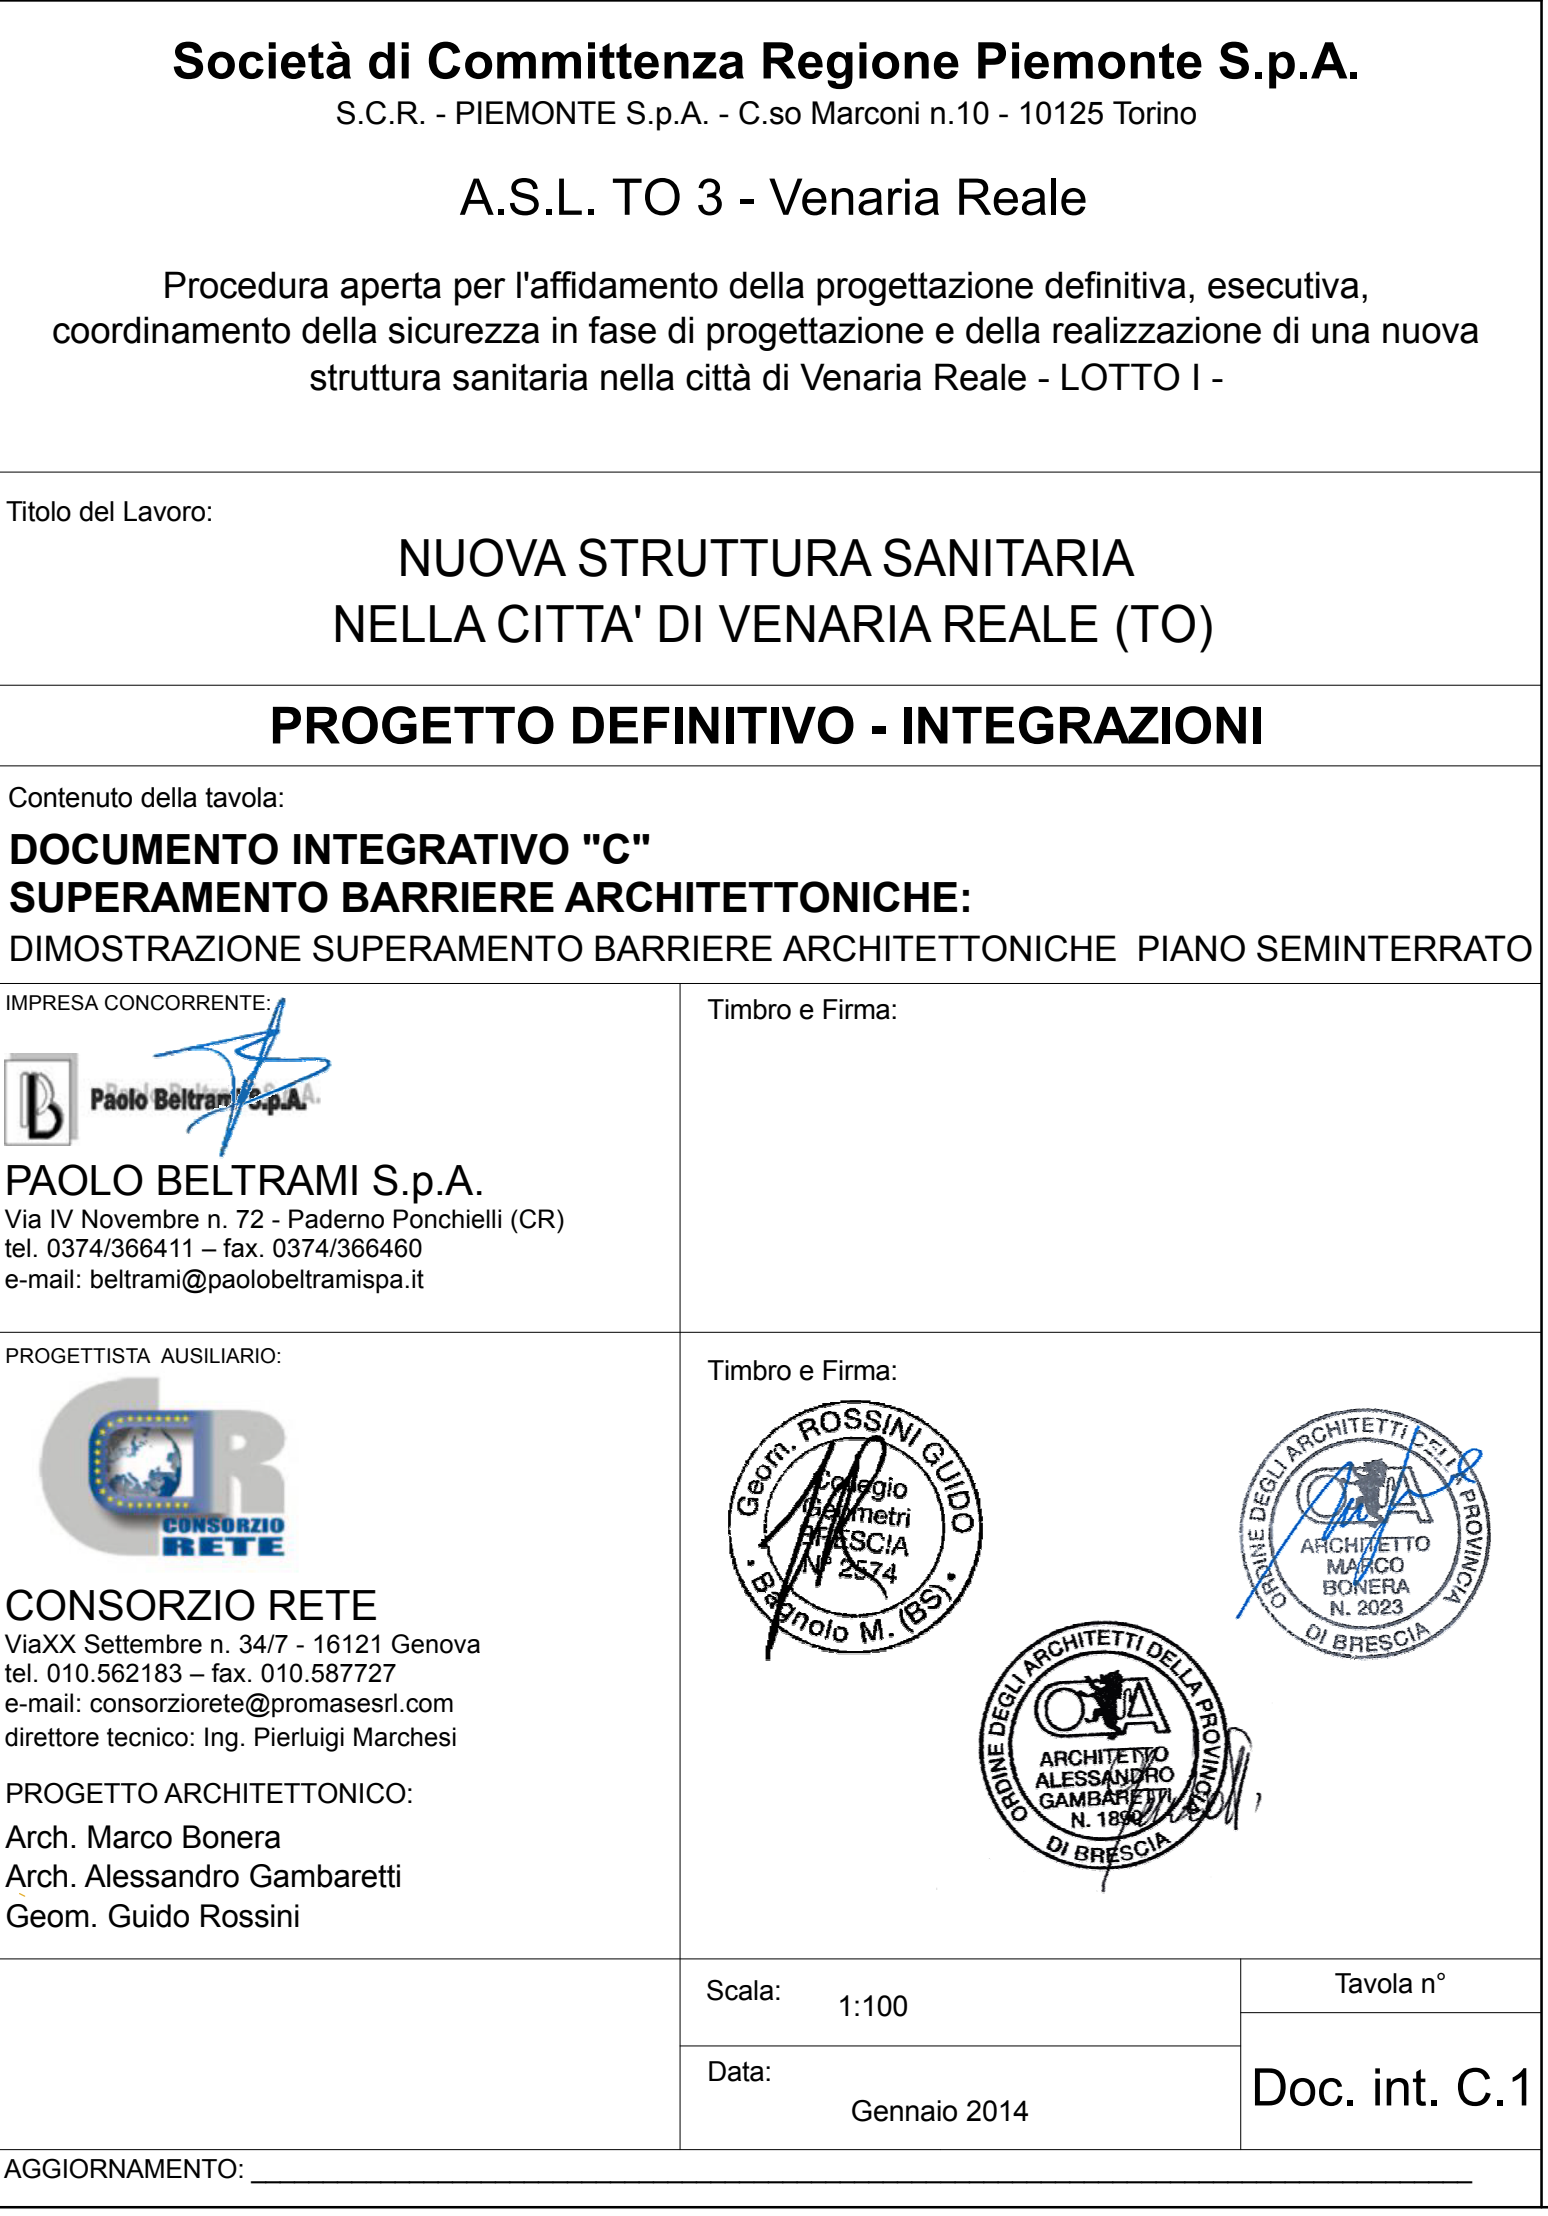 Società di Committenza Regione Piemonte S.p.A.
S.C.R. - PIEMONTE S.p.A. - C.so Marconi n.10 - 10125 Torino
A.S.L. TO 3 - Venaria Reale
Procedura aperta per l'affidamento della progettazione definitiva, esecutiva,
coordinamento della sicurezza in fase di progettazione e della realizzazione di una nuova
struttura sanitaria nella città di Venaria Reale - LOTTO I -
Titolo del Lavoro:
NUOVA STRUTTURA SANITARIA
NELLA CITTA' DI VENARIA REALE (TO)
PROGETTO DEFINITIVO - INTEGRAZIONI
Contenuto della tavola:
DOCUMENTO INTEGRATIVO "C"
SUPERAMENTO BARRIERE ARCHITETTONICHE:
DIMOSTRAZIONE SUPERAMENTO BARRIERE ARCHITETTONICHE PIANO SEMINTERRATO
IMPRESA CONCORRENTE:
Paolo Beltrami S.p.A.
PAOLO BELTRAMI S.p.A.
Via IV Novembre n. 72 - Paderno Ponchielli (CR)
tel. 0374/366411 – fax. 0374/366460
e-mail: beltrami@paolobeltramispa.it
Timbro e Firma:
PROGETTISTA AUSILIARIO:
CONSORZIO
RETE
CONSORZIO RETE
ViaXX Settembre n. 34/7 - 16121 Genova
tel. 010.562183 – fax. 010.587727
e-mail: consorziorete@promasesrl.com
direttore tecnico: Ing. Pierluigi Marchesi
PROGETTO ARCHITETTONICO:
Arch. Marco Bonera
Arch. Alessandro Gambaretti
Geom. Guido Rossini
Timbro e Firma:
Geom. ROSSINI GUIDO
Collegio
Geometri
BRESCIA
N° 2574
Bagnolo M. (BS)
ORDINE DEGLI ARCHITETTI DELLA PROVINCIA
DI BRESCIA
ARCHITETTO
MARCO
BONERA
N. 2023
ORDINE DEGLI ARCHITETTI DELLA PROVINCIA
DI BRESCIA
ARCHITETTO
ALESSANDRO
GAMBARETTI
N. 1890
Scala:
1:100
Data:
Gennaio 2014
Tavola n°
Doc. int. C.1
AGGIORNAMENTO: